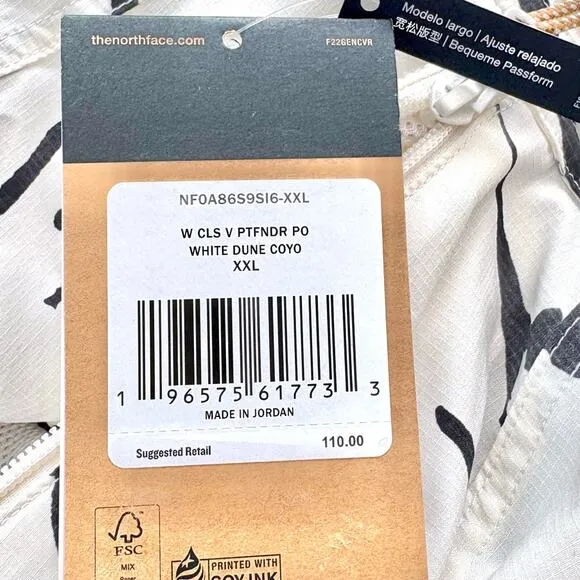 thenorthface.com
F22GENCVR
Modelo largo | Ajuste relajado
宽松版型 | Bequeme Passform
NF0A86S9SI6-XXL
W CLS V PTFNDR PO
WHITE DUNE COYO
XXL
1 96575 61773 3
MADE IN JORDAN
Suggested Retail 110.00
FSC
MIX
PRINTED WITH
SOY INK